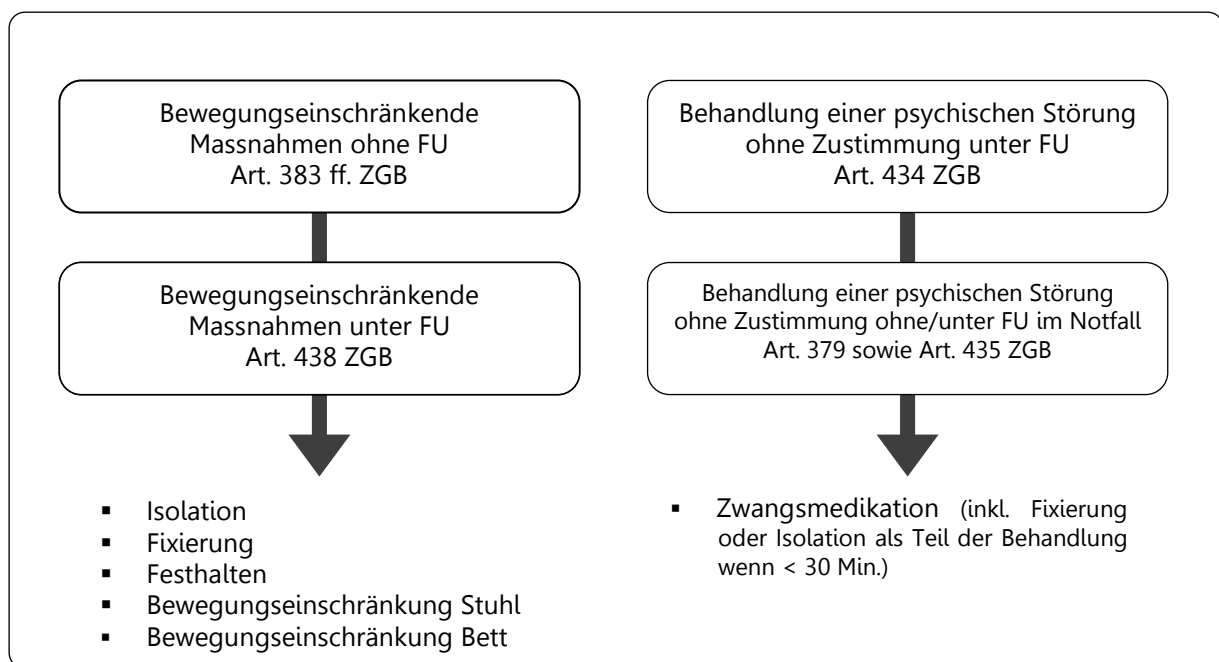 Bewegungseinschränkende
Massnahmen ohne FU
Art. 383 ff. ZGB
Bewegungseinschränkende
Massnahmen unter FU
Art. 438 ZGB
▪ Isolation
▪ Fixierung
▪ Festhalten
▪ Bewegungseinschränkung Stuhl
▪ Bewegungseinschränkung Bett
Behandlung einer psychischen Störung
ohne Zustimmung unter FU
Art. 434 ZGB
Behandlung einer psychischen Störung
ohne Zustimmung ohne/unter FU im Notfall
Art. 379 sowie Art. 435 ZGB
▪ Zwangsmedikation (inkl. Fixierung
oder Isolation als Teil der Behandlung
wenn < 30 Min.)